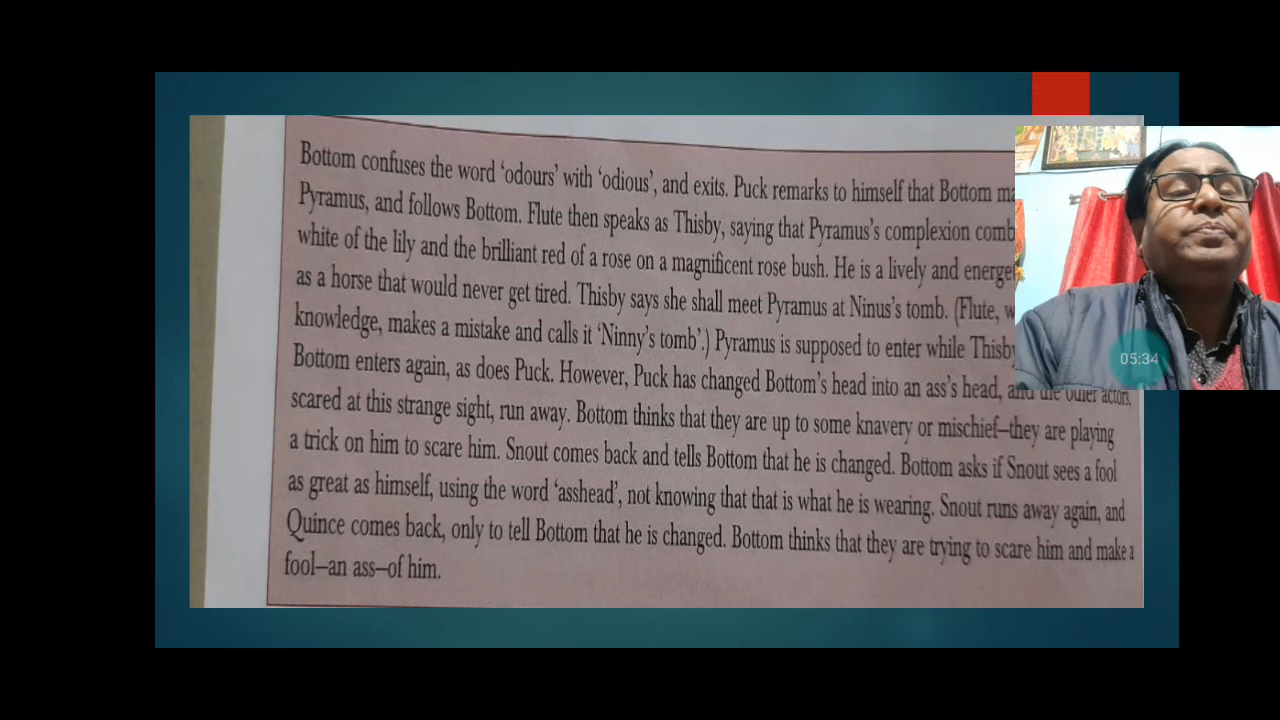 Bottom confuses the word ‘odours’ with ‘odious’, and exits. Puck remarks to himself that Bottom
Pyramus, and follows Bottom. Flute then speaks as Thisby, saying that Pyramus’s complexion
white of the lily and the brilliant red of a rose on a magnificent rose bush. He is a lively and
as a horse that would never get tired. Thisby says she shall meet Pyramus at Ninus’s tomb. (Flute,
knowledge, makes a mistake and calls it ‘Ninny’s tomb’.) Pyramus is supposed to enter while Thisby
Bottom enters again, as does Puck. However, Puck has changed Bottom’s head into an ass’s head, and the other actors,
scared at this strange sight, run away. Bottom thinks that they are up to some knavery or mischief—they are playing
a trick on him to scare him. Snout comes back and tells Bottom that he is changed. Bottom asks if Snout sees a fool
as great as himself, using the word ‘asshead’, not knowing that that is what he is wearing. Snout runs away again, and
Quince comes back, only to tell Bottom that he is changed. Bottom thinks that they are trying to scare him and make a
fool—an ass—of him.
05:34